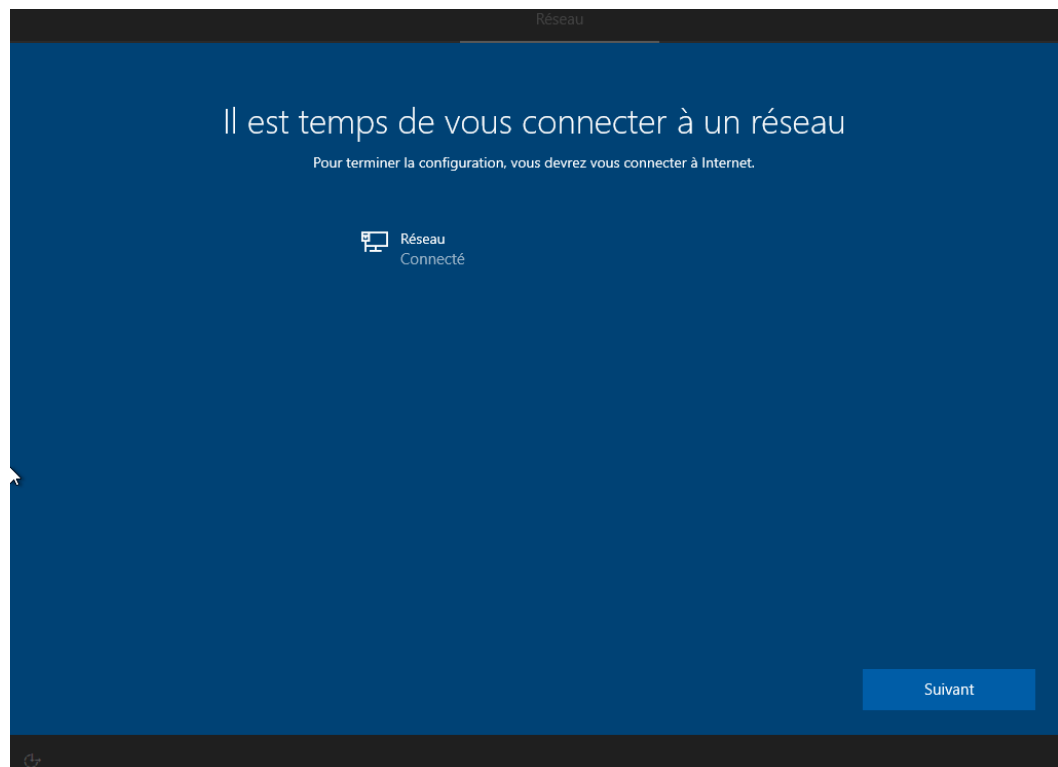 Réseau
Il est temps de vous connecter à un réseau
Pour terminer la configuration, vous devrez vous connecter à Internet.
Réseau
Connecté
Suivant